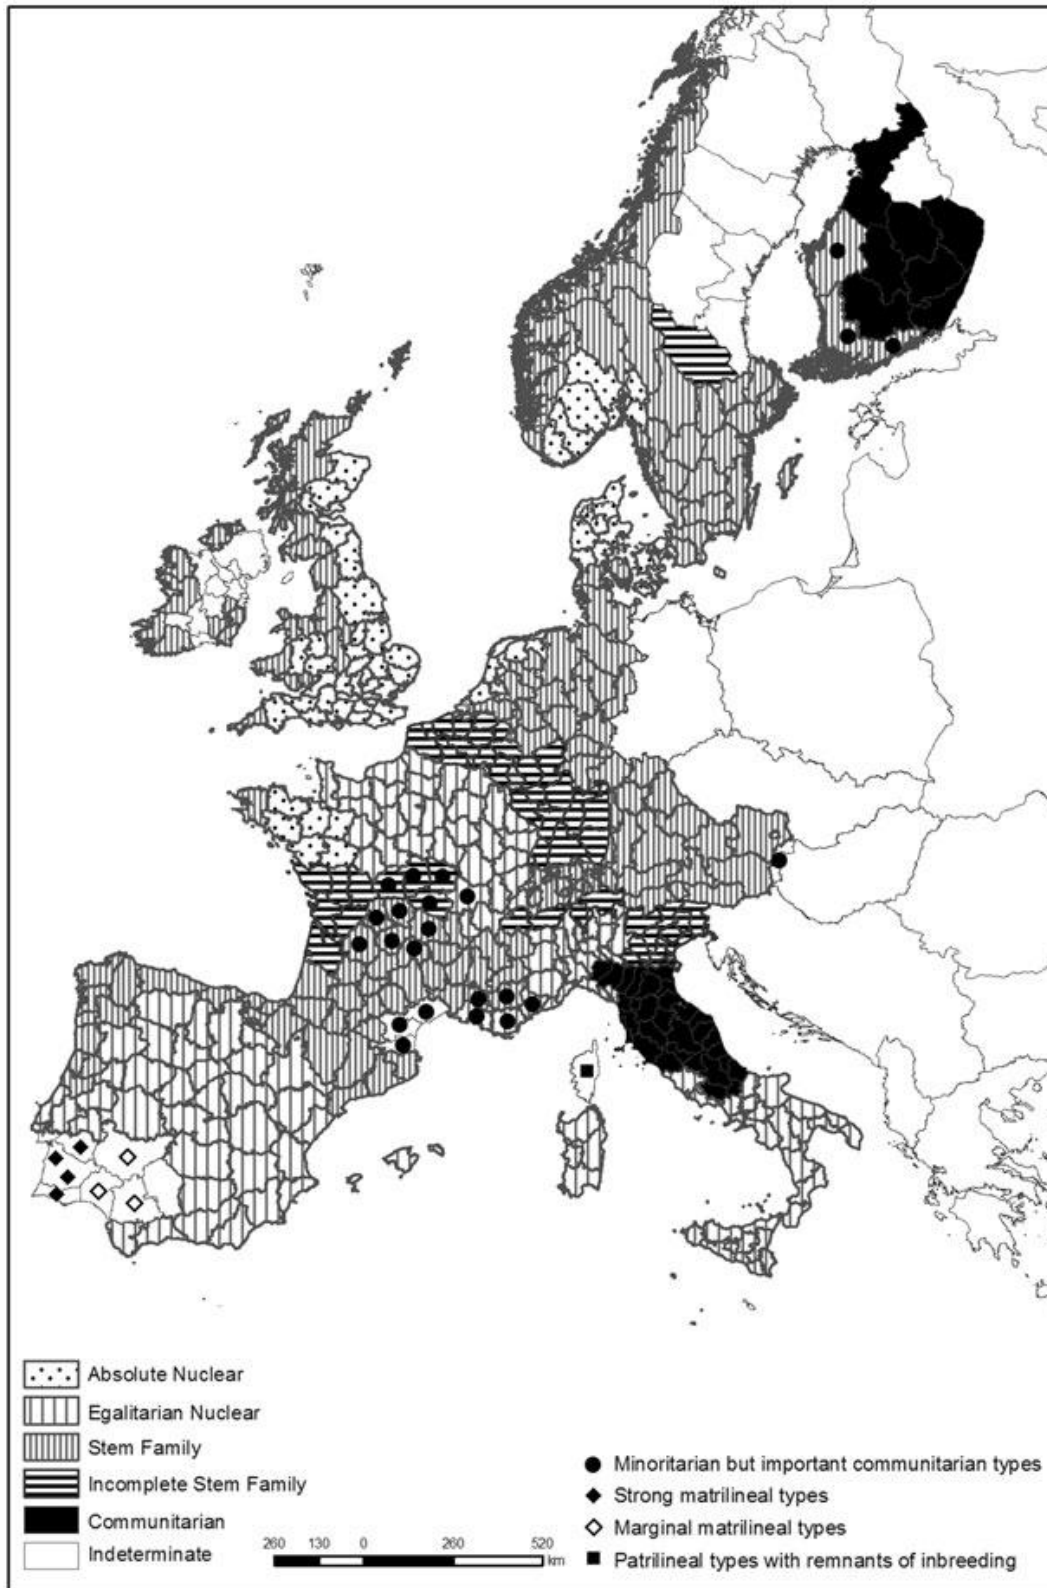 Absolute Nuclear
Egalitarian Nuclear
Stem Family
Incomplete Stem Family
Communitarian
Indeterminate
260 130 0 260 520
km
Minoritarian but important communitarian types
Strong matrilineal types
Marginal matrilineal types
Patrilineal types with remnants of inbreeding